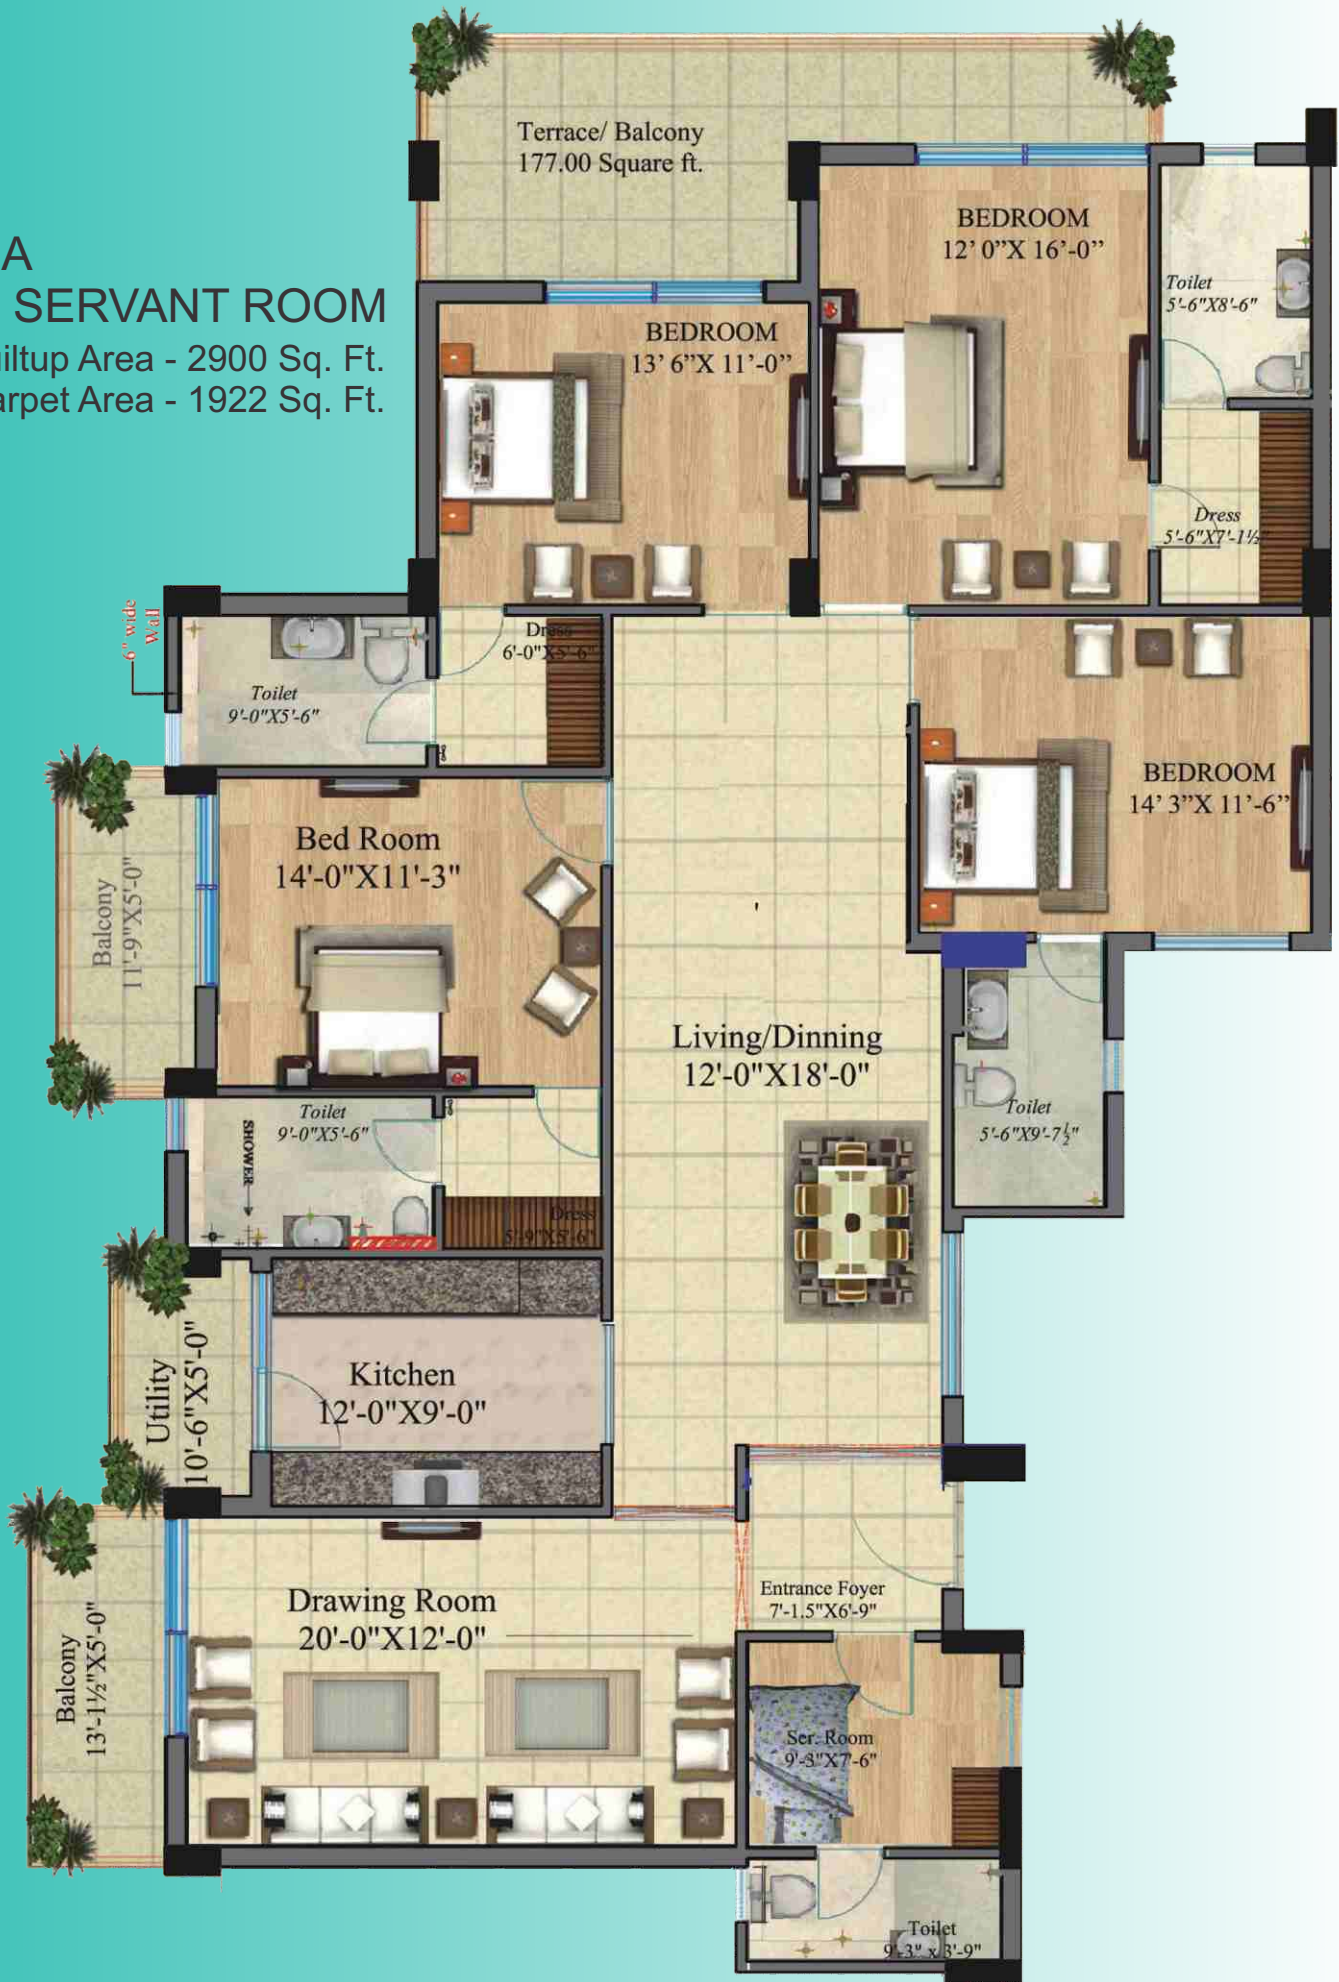 A
SERVANT ROOM
iltup Area - 2900 Sq. Ft.
arpet Area - 1922 Sq. Ft.
Terrace/ Balcony
177.00 Square ft.
BEDROOM
12' 0"X 16'-0"
Toilet
5'-6"X8'-6"
BEDROOM
13' 6"X 11'-0"
Dress
5'-6"X7'-1½"
6" wide
Wall
Toilet
9'-0"X5'-6"
Dress
6'-0"X5'-6"
BEDROOM
14' 3"X 11'-6"
Bed Room
14'-0"X11'-3"
Balcony
11'-9"X5'-0"
Living/Dinning
12'-0"X18'-0"
Toilet
5'-6"X9'-7½"
Toilet
9'-0"X5'-6"
SHOWER
Dress
5'-9"X5'-6"
Kitchen
12'-0"X9'-0"
Utility
10'-6"X5'-0"
Drawing Room
20'-0"X12'-0"
Entrance Foyer
7'-1.5"X6'-9"
Balcony
13'-1½"X5'-0"
Ser. Room
9'-3"X7'-6"
Toilet
9'-3" x 3'-9"